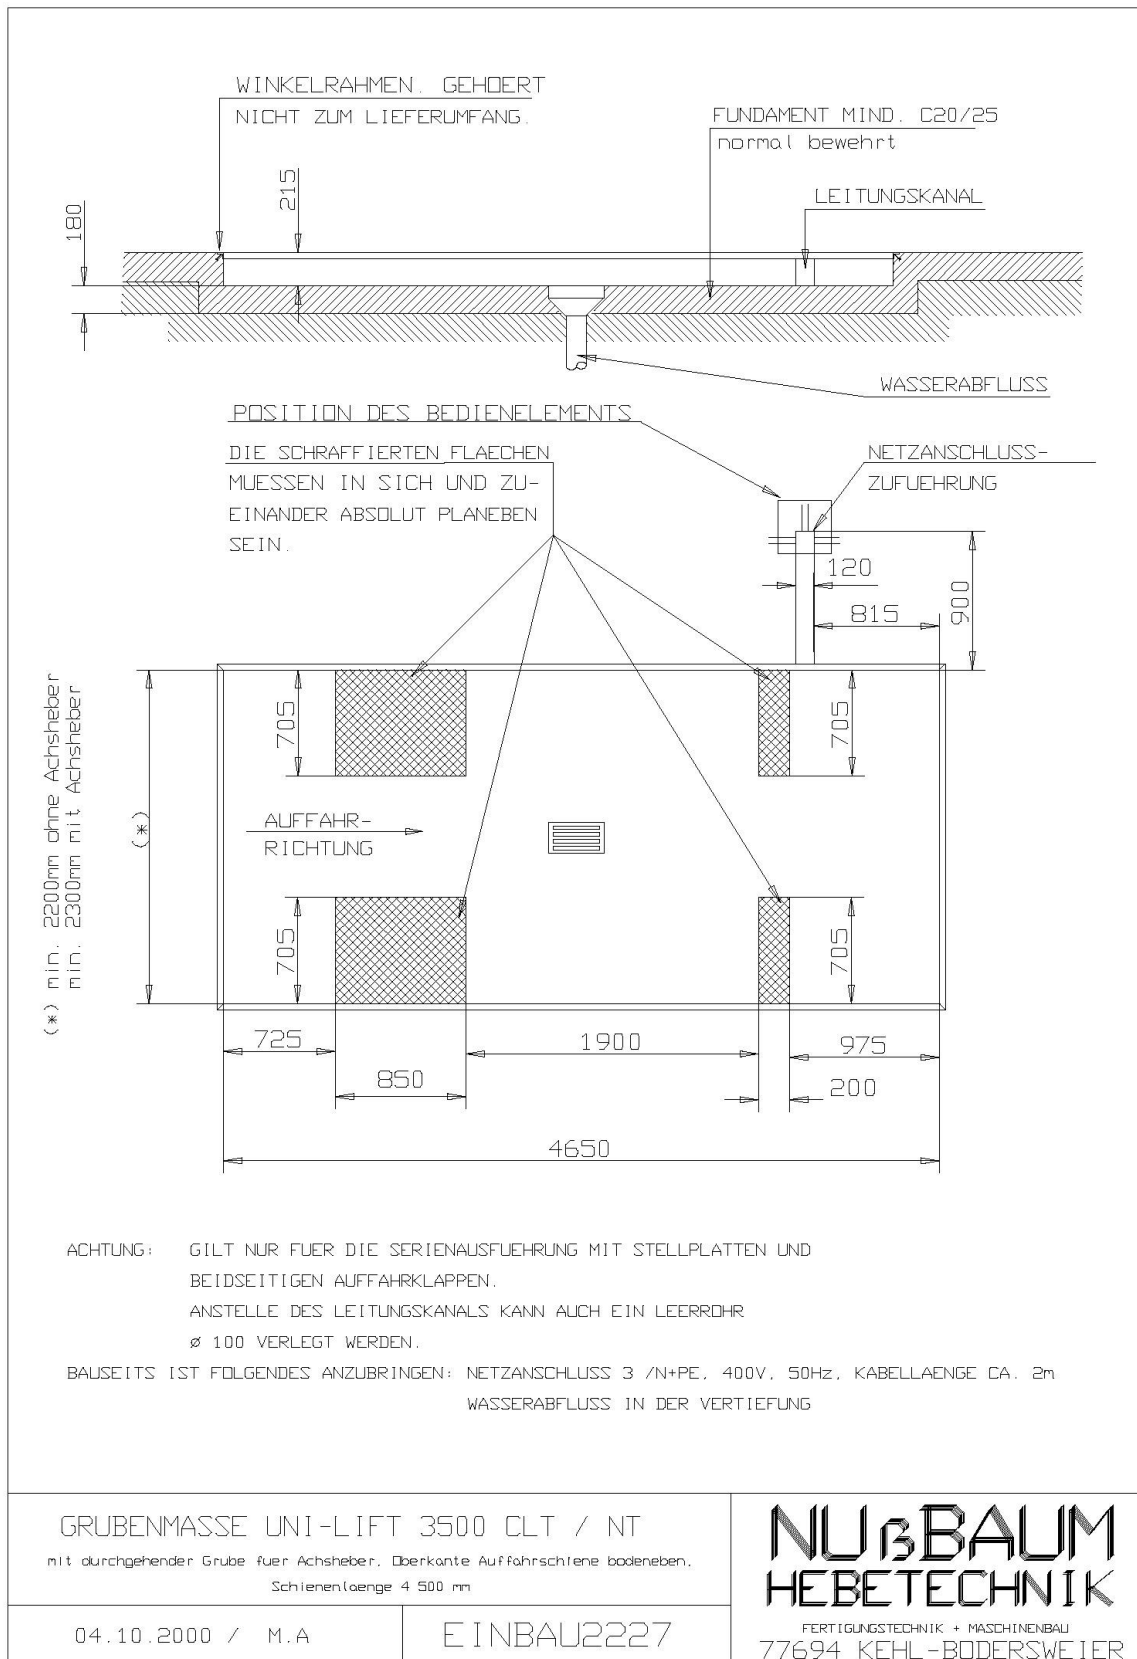 WINKELRAHMEN. GEHOERT
NICHT ZUM LIEFERUMFANG.
FUNDAMENT MIND. C20/25
normal bewehrt
LEITUNGSKANAL
215
180
WASSERABFLUSS
POSITION DES BEDIENELEMENTS
DIE SCHRAFFIERTEN FLAECHEN
MUESSEN IN SICH UND ZU-
EINANDER ABSOLUT PLANEBEN
SEIN.
NETZANSCHLUSS-
ZUFUEHRUNG
120
815
900
705
705
AUFFAHR-
RICHTUNG
(*)
(*) min. 2200mm ohne Achsheber
min. 2300mm mit Achsheber
705
705
725
1900
975
850
200
4650
ACHTUNG: GILT NUR FUER DIE SERIENAUSFUEHRUNG MIT STELLPLATTEN UND
BEIDSEITIGEN AUFFAHRKLAPPEN.
ANSTELLE DES LEITUNGSKANALS KANN AUCH EIN LEERROHR
ø 100 VERLEGT WERDEN.
BAUSEITS IST FOLGENDES ANZUBRINGEN: NETZANSCHLUSS 3 /N+PE, 400V, 50Hz, KABELLAENGE CA. 2m
WASSERABFLUSS IN DER VERTIEFUNG
GRUBENMASSE UNI-LIFT 3500 CLT / NT
mit durchgehender Grube fuer Achsheber, Oberkante Auffahrschiene bodeneben,
Schienenlaenge 4 500 mm
04.10.2000 / M.A
EINBAU2227
NUßBAUM
HEBETECHNIK
FERTIGUNGSTECHNIK + MASCHINENBAU
77694 KEHL-BODERSWEIER